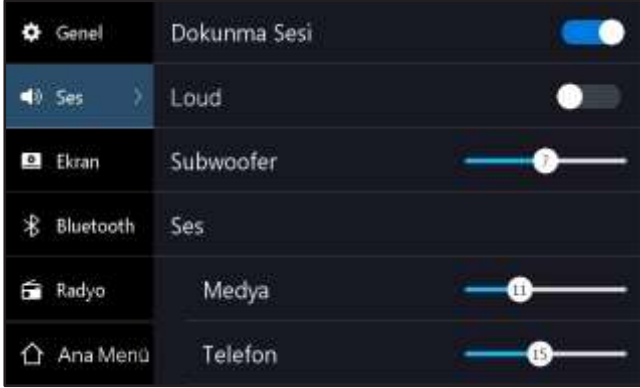 Genel
Dokunma Sesi
Ses
Loud
Ekran
Subwoofer
7
Bluetooth
Ses
Radyo
Medya
11
Ana Menü
Telefon
15